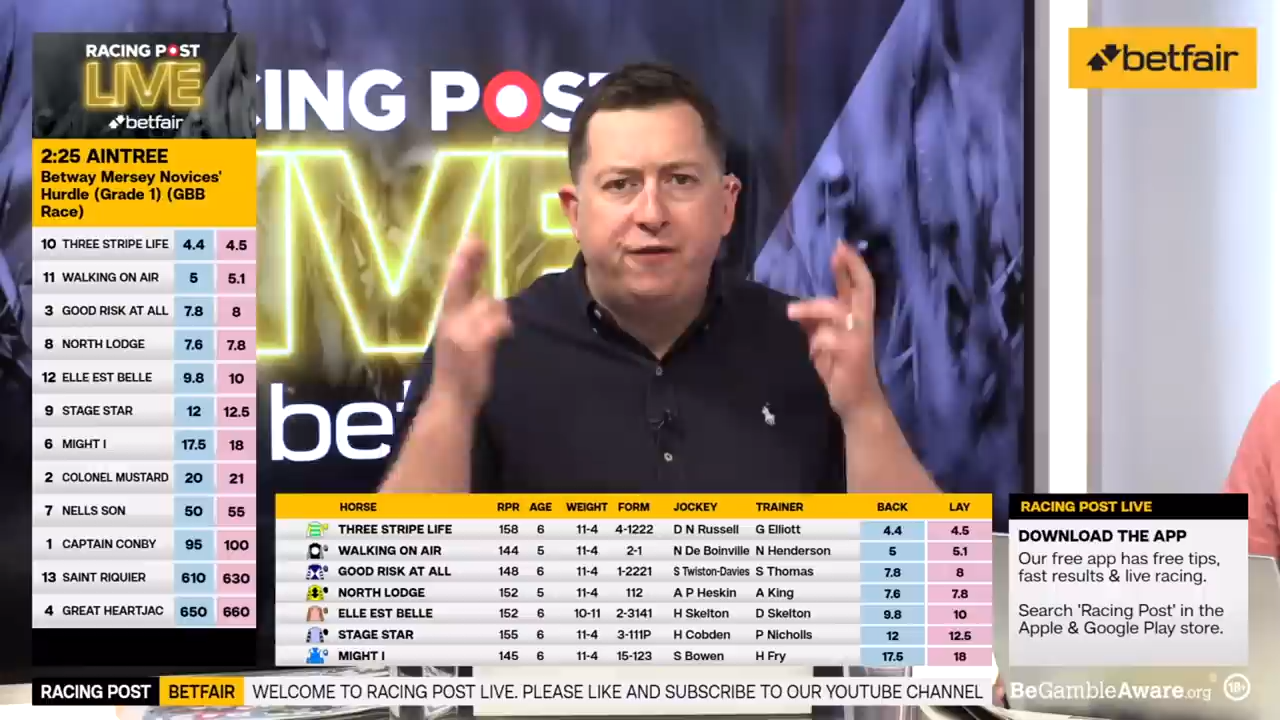 RACING POST
LIVE
betfair
2:25 AINTREE
Betway Mersey Novices'
Hurdle (Grade 1) (GBB
Race)
10 THREE STRIPE LIFE 4.4 4.5
11 WALKING ON AIR 5 5.1
3 GOOD RISK AT ALL 7.8 8
8 NORTH LODGE 7.6 7.8
12 ELLE EST BELLE 9.8 10
9 STAGE STAR 12 12.5
6 MIGHT I 17.5 18
2 COLONEL MUSTARD 20 21
7 NELLS SON 50 55
1 CAPTAIN CONBY 95 100
13 SAINT RIQUIER 610 630
4 GREAT HEARTJAC 650 660
CING POST
IVE
bet
betfair
HORSE RPR AGE WEIGHT FORM JOCKEY TRAINER BACK LAY
THREE STRIPE LIFE 158 6 11-4 4-1222 D N Russell G Elliott 4.4 4.5
WALKING ON AIR 144 5 11-4 2-1 N De Boinville N Henderson 5 5.1
GOOD RISK AT ALL 148 6 11-4 1-2221 S Twiston-Davies S Thomas 7.8 8
NORTH LODGE 152 5 11-4 112 A P Heskin A King 7.6 7.8
ELLE EST BELLE 152 6 10-11 2-3141 H Skelton D Skelton 9.8 10
STAGE STAR 155 6 11-4 3-111P H Cobden P Nicholls 12 12.5
MIGHT I 145 6 11-4 15-123 S Bowen H Fry 17.5 18
RACING POST LIVE
DOWNLOAD THE APP
Our free app has free tips,
fast results & live racing.
Search 'Racing Post' in the
Apple & Google Play store.
RACING POST BETFAIR WELCOME TO RACING POST LIVE. PLEASE LIKE AND SUBSCRIBE TO OUR YOUTUBE CHANNEL
BeGambleAware.org 18+